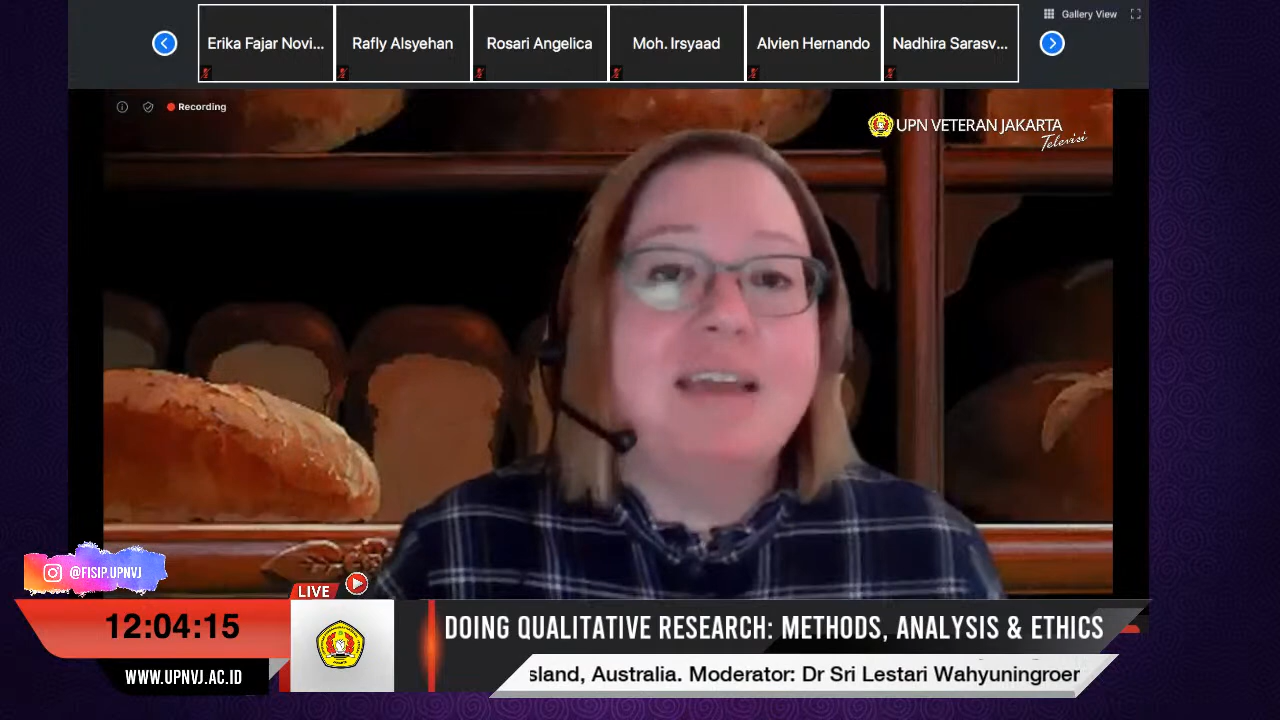 Erika Fajar Novi...
Rafly Alsyehan
Rosari Angelica
Moh. Irsyaad
Alvien Hernando
Nadhira Sarasv...
Gallery View
Recording
UPN VETERAN JAKARTA
Televisi
@FISIP.UPNVJ
LIVE
12:04:15
DOING QUALITATIVE RESEARCH: METHODS, ANALYSIS & ETHICS
WWW.UPNVJ.AC.ID
sland, Australia. Moderator: Dr Sri Lestari Wahyuningroer